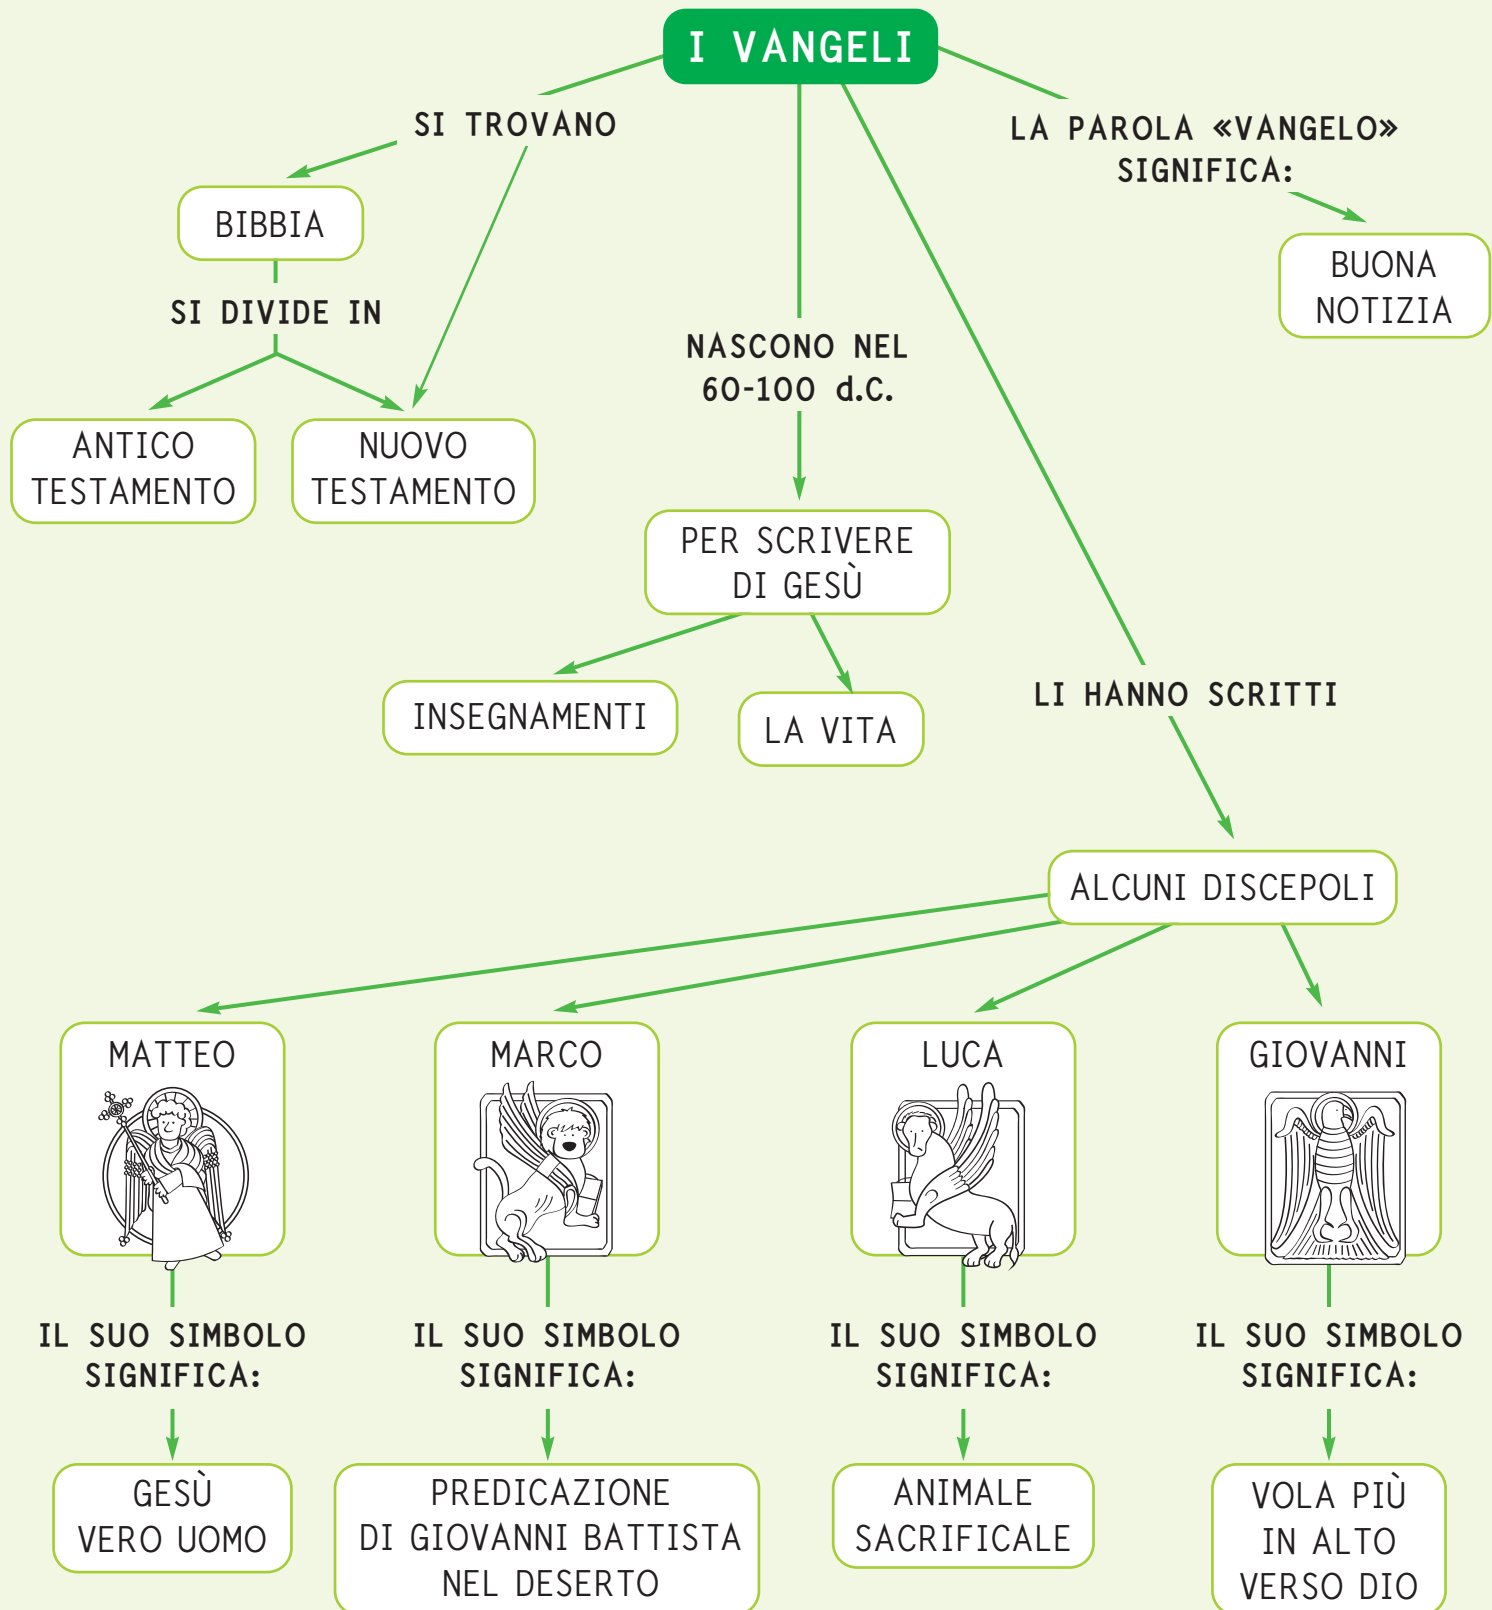 I VANGELI
SI TROVANO
LA PAROLA «VANGELO»
SIGNIFICA:
BIBBIA
BUONA
NOTIZIA
SI DIVIDE IN
NASCONO NEL
60-100 d.C.
ANTICO
TESTAMENTO
NUOVO
TESTAMENTO
PER SCRIVERE
DI GESÙ
INSEGNAMENTI
LA VITA
LI HANNO SCRITTI
ALCUNI DISCEPOLI
MATTEO
MARCO
LUCA
GIOVANNI
IL SUO SIMBOLO
SIGNIFICA:
IL SUO SIMBOLO
SIGNIFICA:
IL SUO SIMBOLO
SIGNIFICA:
IL SUO SIMBOLO
SIGNIFICA:
GESÙ
VERO UOMO
PREDICAZIONE
DI GIOVANNI BATTISTA
NEL DESERTO
ANIMALE
SACRIFICALE
VOLA PIÙ
IN ALTO
VERSO DIO